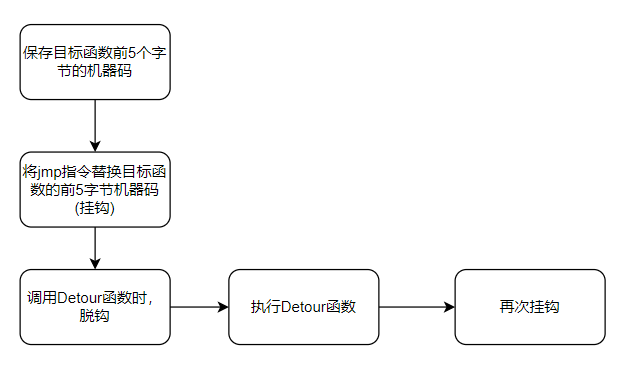 保存目标函数前5个字
节的机器码
将jmp指令替换目标函
数的前5字节机器码
(挂钩)
调用Detour函数时，
脱钩
执行Detour函数
再次挂钩